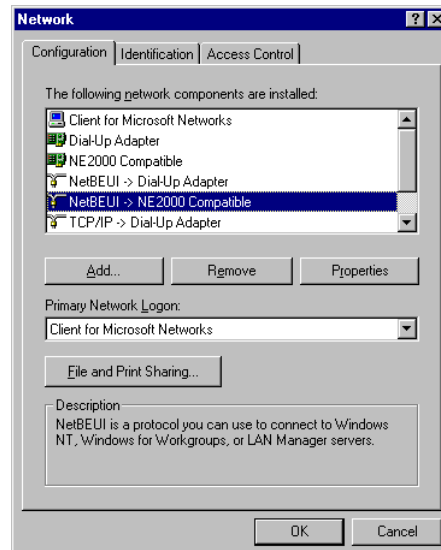 Network
Configuration Identification Access Control
The following network components are installed:
Client for Microsoft Networks
Dial-Up Adapter
NE2000 Compatible
NetBEUI -> Dial-Up Adapter
NetBEUI -> NE2000 Compatible
TCP/IP -> Dial-Up Adapter
Add... Remove Properties
Primary Network Logon:
Client for Microsoft Networks
File and Print Sharing...
Description
NetBEUI is a protocol you can use to connect to Windows
NT, Windows for Workgroups, or LAN Manager servers.
OK Cancel